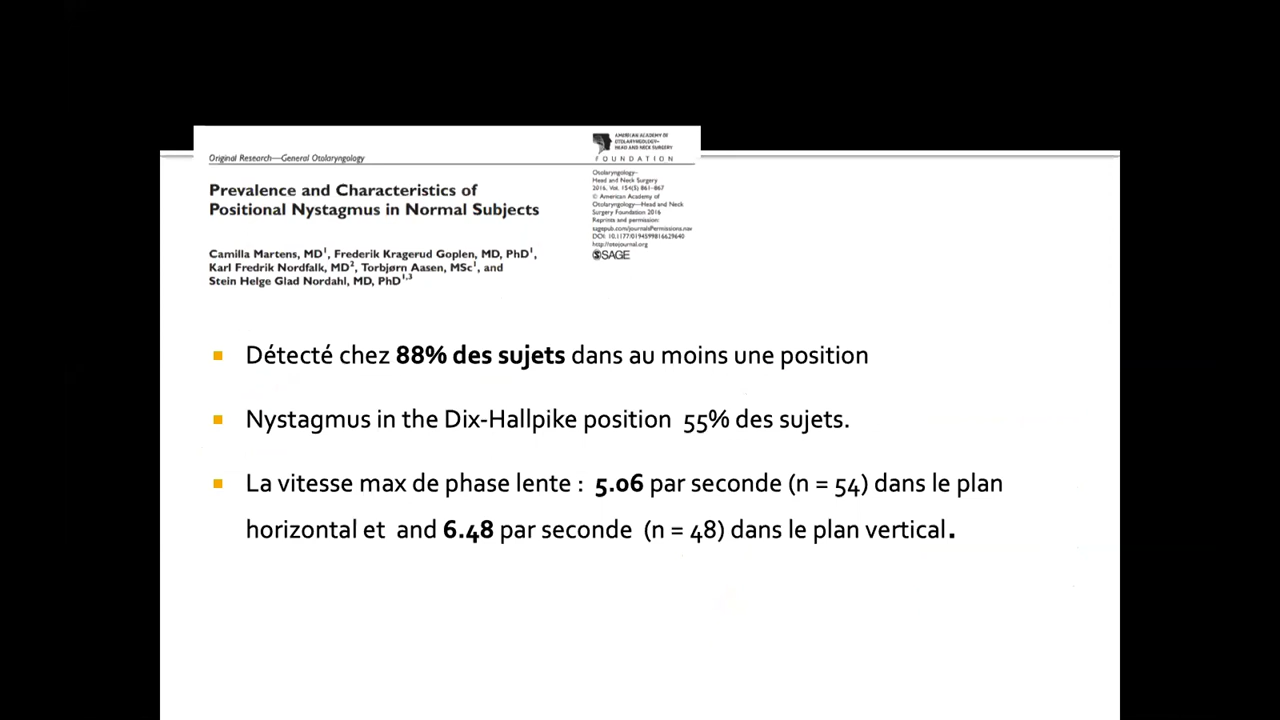 Original Research—General Otolaryngology
AMERICAN ACADEMY OF
OTOLARYNGOLOGY–
HEAD AND NECK SURGERY
FOUNDATION
Prevalence and Characteristics of
Positional Nystagmus in Normal Subjects
Otolaryngology–
Head and Neck Surgery
2016, Vol. 154(5) 861–867
© American Academy of
Otolaryngology—Head and Neck
Surgery Foundation 2016
Reprints and permission:
sagepub.com/journalsPermissions.nav
DOI: 10.1177/0194599816629640
http://otojournal.org
SAGE
Camilla Martens, MD1, Frederik Kragerud Goplen, MD, PhD1,
Karl Fredrik Nordfalk, MD2, Torbjørn Aasen, MSc1, and
Stein Helge Glad Nordahl, MD, PhD1,3
Détecté chez 88% des sujets dans au moins une position
Nystagmus in the Dix-Hallpike position 55% des sujets.
La vitesse max de phase lente : 5.06 par seconde (n = 54) dans le plan
horizontal et and 6.48 par seconde (n = 48) dans le plan vertical.